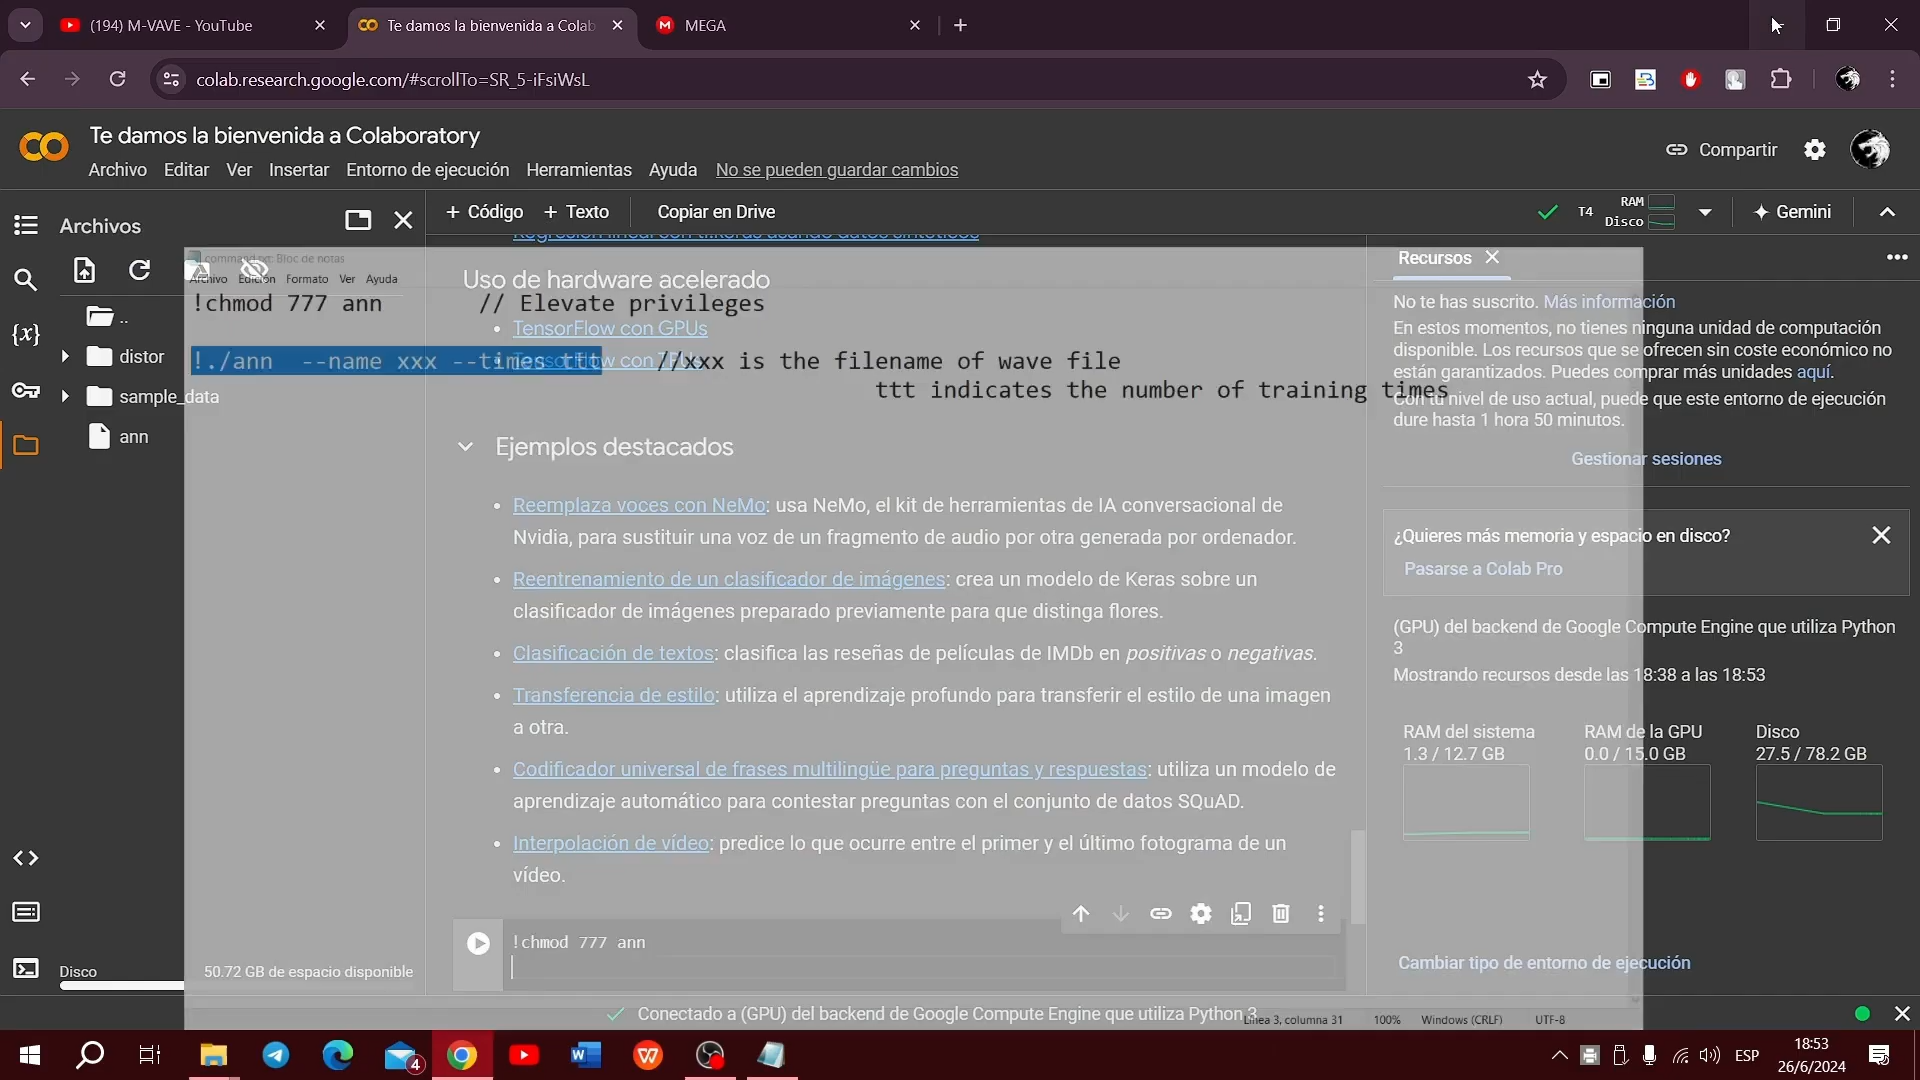 (194) M-VAVE - YouTube
Te damos la bienvenida a Colab
MEGA
colab.research.google.com/#scrollTo=SR_5-iFsiWsL
Te damos la bienvenida a Colaboratory
Archivo Editar Ver Insertar Entorno de ejecución Herramientas Ayuda No se pueden guardar cambios
Compartir
Archivos
+ Código + Texto Copiar en Drive
T4 RAM
Disco
Gemini
Regresión lineal con tf.keras usando datos sintéticos
command.txt: Bloc de notas
Archivo Edición Formato Ver Ayuda
!chmod 777 ann // Elevate privileges
!./ann --name xxx --times ttt //xxx is the filename of wave file
ttt indicates the number of training times
..
distor
sample_data
ann
Uso de hardware acelerado
• TensorFlow con GPUs
• TensorFlow con TPUs
Ejemplos destacados
• Reemplaza voces con NeMo: usa NeMo, el kit de herramientas de IA conversacional de
Nvidia, para sustituir una voz de un fragmento de audio por otra generada por ordenador.
• Reentrenamiento de un clasificador de imágenes: crea un modelo de Keras sobre un
clasificador de imágenes preparado previamente para que distinga flores.
• Clasificación de textos: clasifica las reseñas de películas de IMDb en positivas o negativas.
• Transferencia de estilo: utiliza el aprendizaje profundo para transferir el estilo de una imagen
a otra.
• Codificador universal de frases multilingüe para preguntas y respuestas: utiliza un modelo de
aprendizaje automático para contestar preguntas con el conjunto de datos SQuAD.
• Interpolación de vídeo: predice lo que ocurre entre el primer y el último fotograma de un
vídeo.
!chmod 777 ann
Recursos
No te has suscrito. Más información
En estos momentos, no tienes ninguna unidad de computación
disponible. Los recursos que se ofrecen sin coste económico no
están garantizados. Puedes comprar más unidades aquí.
Con tu nivel de uso actual, puede que este entorno de ejecución
dure hasta 1 hora 50 minutos.
Gestionar sesiones
¿Quieres más memoria y espacio en disco?
Pasarse a Colab Pro
(GPU) del backend de Google Compute Engine que utiliza Python
3
Mostrando recursos desde las 18:38 a las 18:53
RAM del sistema
1.3 / 12.7 GB
RAM de la GPU
0.0 / 15.0 GB
Disco
27.5 / 78.2 GB
Cambiar tipo de entorno de ejecución
Disco
50.72 GB de espacio disponible
Conectado a (GPU) del backend de Google Compute Engine que utiliza Python 3
Línea 3, columna 31 100% Windows (CRLF) UTF-8
4
ESP
18:53
26/6/2024